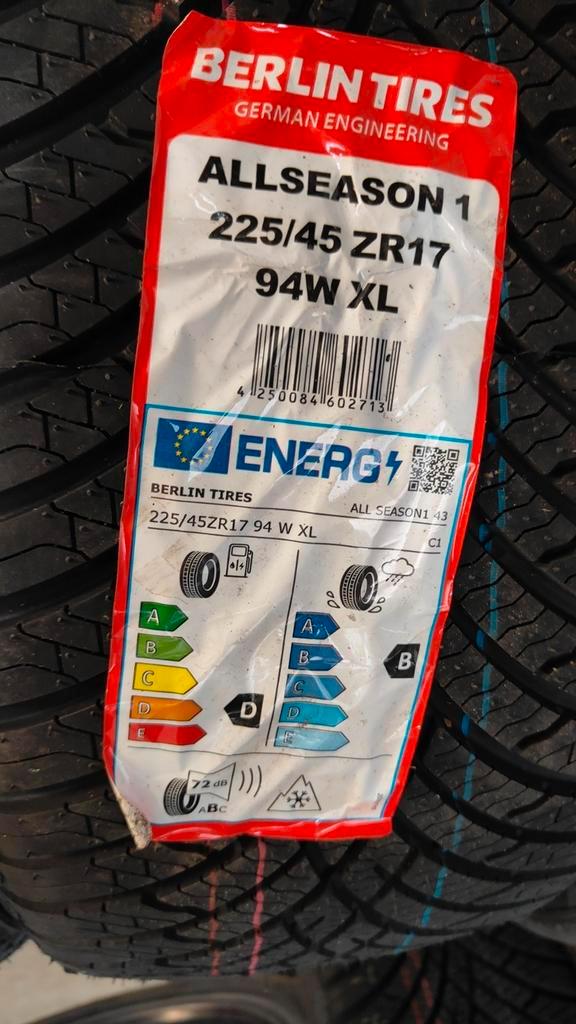 BERLIN TIRES
GERMAN ENGINEERING
ALLSEASON 1
225/45 ZR17
94W XL
4 250084 602713
ENERG
BERLIN TIRES
ALL SEASON1 43
225/45ZR17 94 W XL
C1
A
B
C
D
E
D
A
B
C
D
E
B
72 dB
ABC